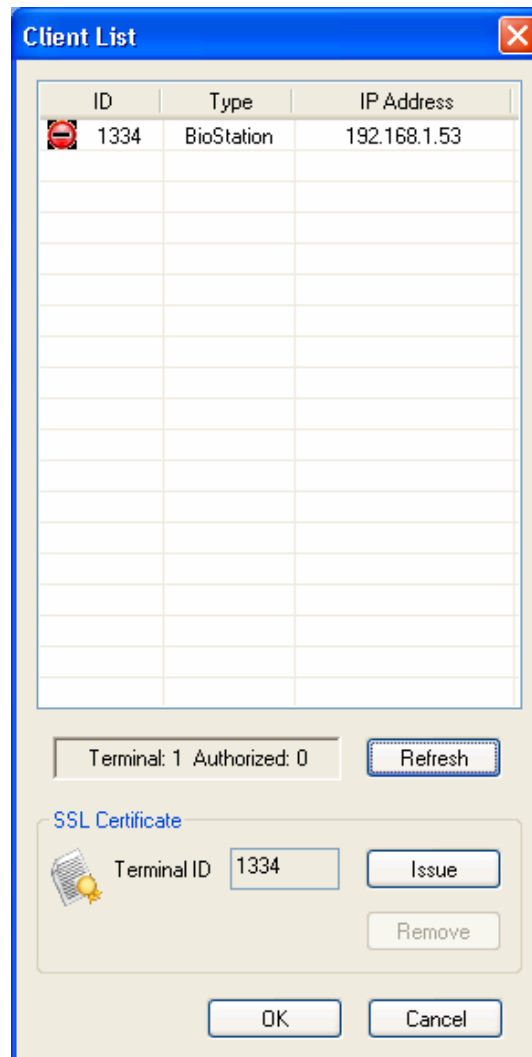 Client List
ID Type IP Address
1334 BioStation 192.168.1.53
Terminal: 1 Authorized: 0 Refresh
SSL Certificate
Terminal ID 1334 Issue
Remove
OK Cancel